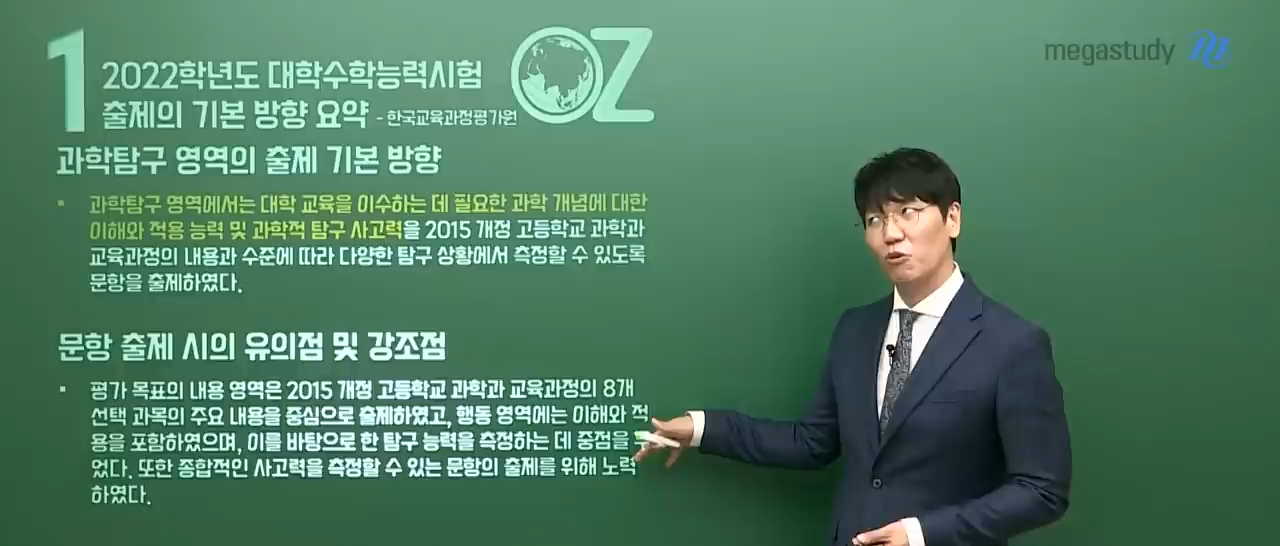 1
2022학년도 대학수학능력시험
출제의 기본 방향 요약 - 한국교육과정평가원
OZ
megastudy
과학탐구 영역의 출제 기본 방향
▪ 과학탐구 영역에서는 대학 교육을 이수하는 데 필요한 과학 개념에 대한
이해와 적용 능력 및 과학적 탐구 사고력을 2015 개정 고등학교 과학과
교육과정의 내용과 수준에 따라 다양한 탐구 상황에서 측정할 수 있도록
문항을 출제하였다.
문항 출제 시의 유의점 및 강조점
▪ 평가 목표의 내용 영역은 2015 개정 고등학교 과학과 교육과정의 8개
선택 과목의 주요 내용을 중심으로 출제하였고, 행동 영역에는 이해와 적
용을 포함하였으며, 이를 바탕으로 한 탐구 능력을 측정하는 데 중점을
었다. 또한 종합적인 사고력을 측정할 수 있는 문항의 출제를 위해 노력
하였다.